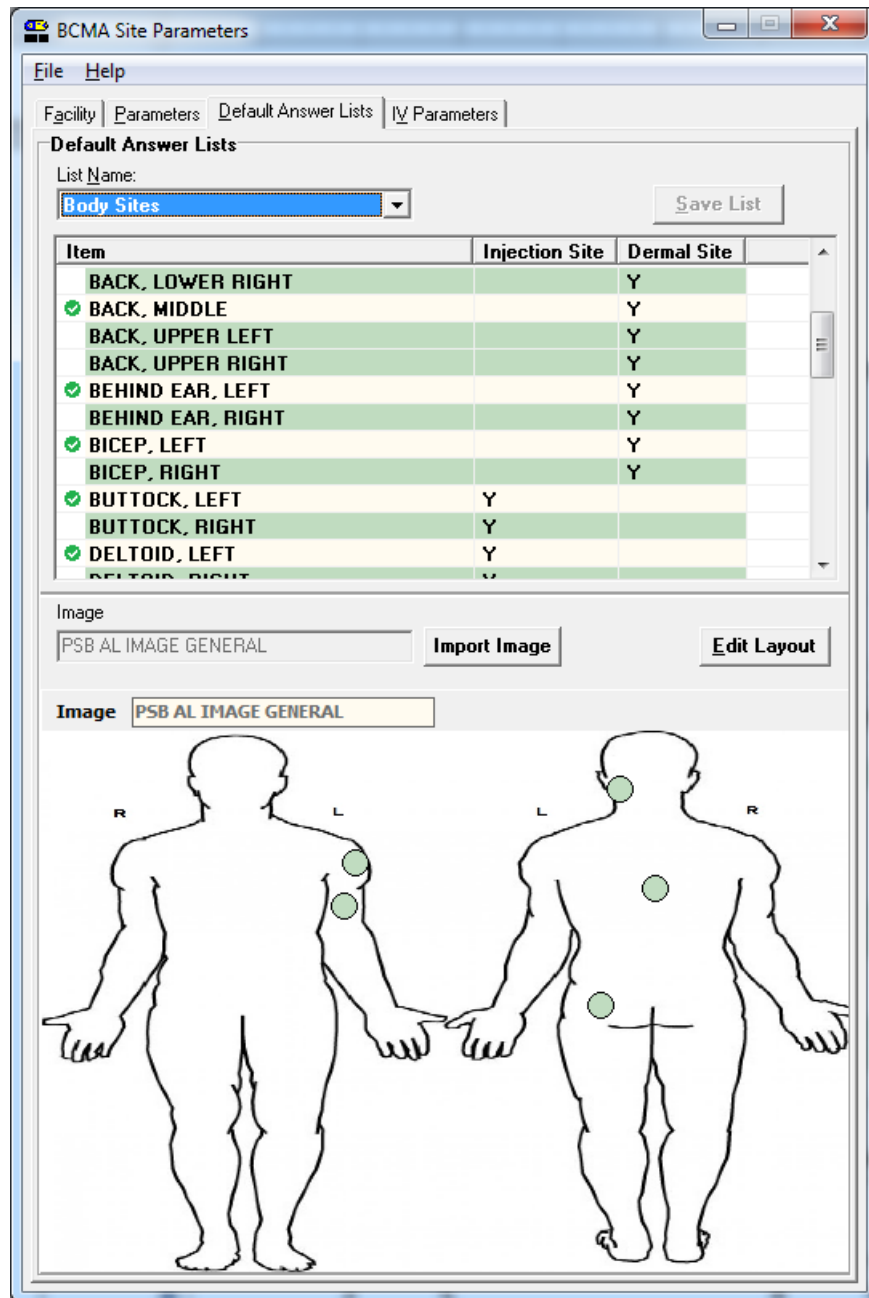 BCMA Site Parameters
File Help
Facility Parameters Default Answer Lists IV Parameters
Default Answer Lists
List Name:
Body Sites
Save List
Item Injection Site Dermal Site
BACK, LOWER RIGHT Y
BACK, MIDDLE Y
BACK, UPPER LEFT Y
BACK, UPPER RIGHT Y
BEHIND EAR, LEFT Y
BEHIND EAR, RIGHT Y
BICEP, LEFT Y
BICEP, RIGHT Y
BUTTOCK, LEFT Y
BUTTOCK, RIGHT Y
DELTOID, LEFT Y
DELTOID, RIGHT Y
Image
PSB AL IMAGE GENERAL Import Image Edit Layout
Image PSB AL IMAGE GENERAL
R L L R